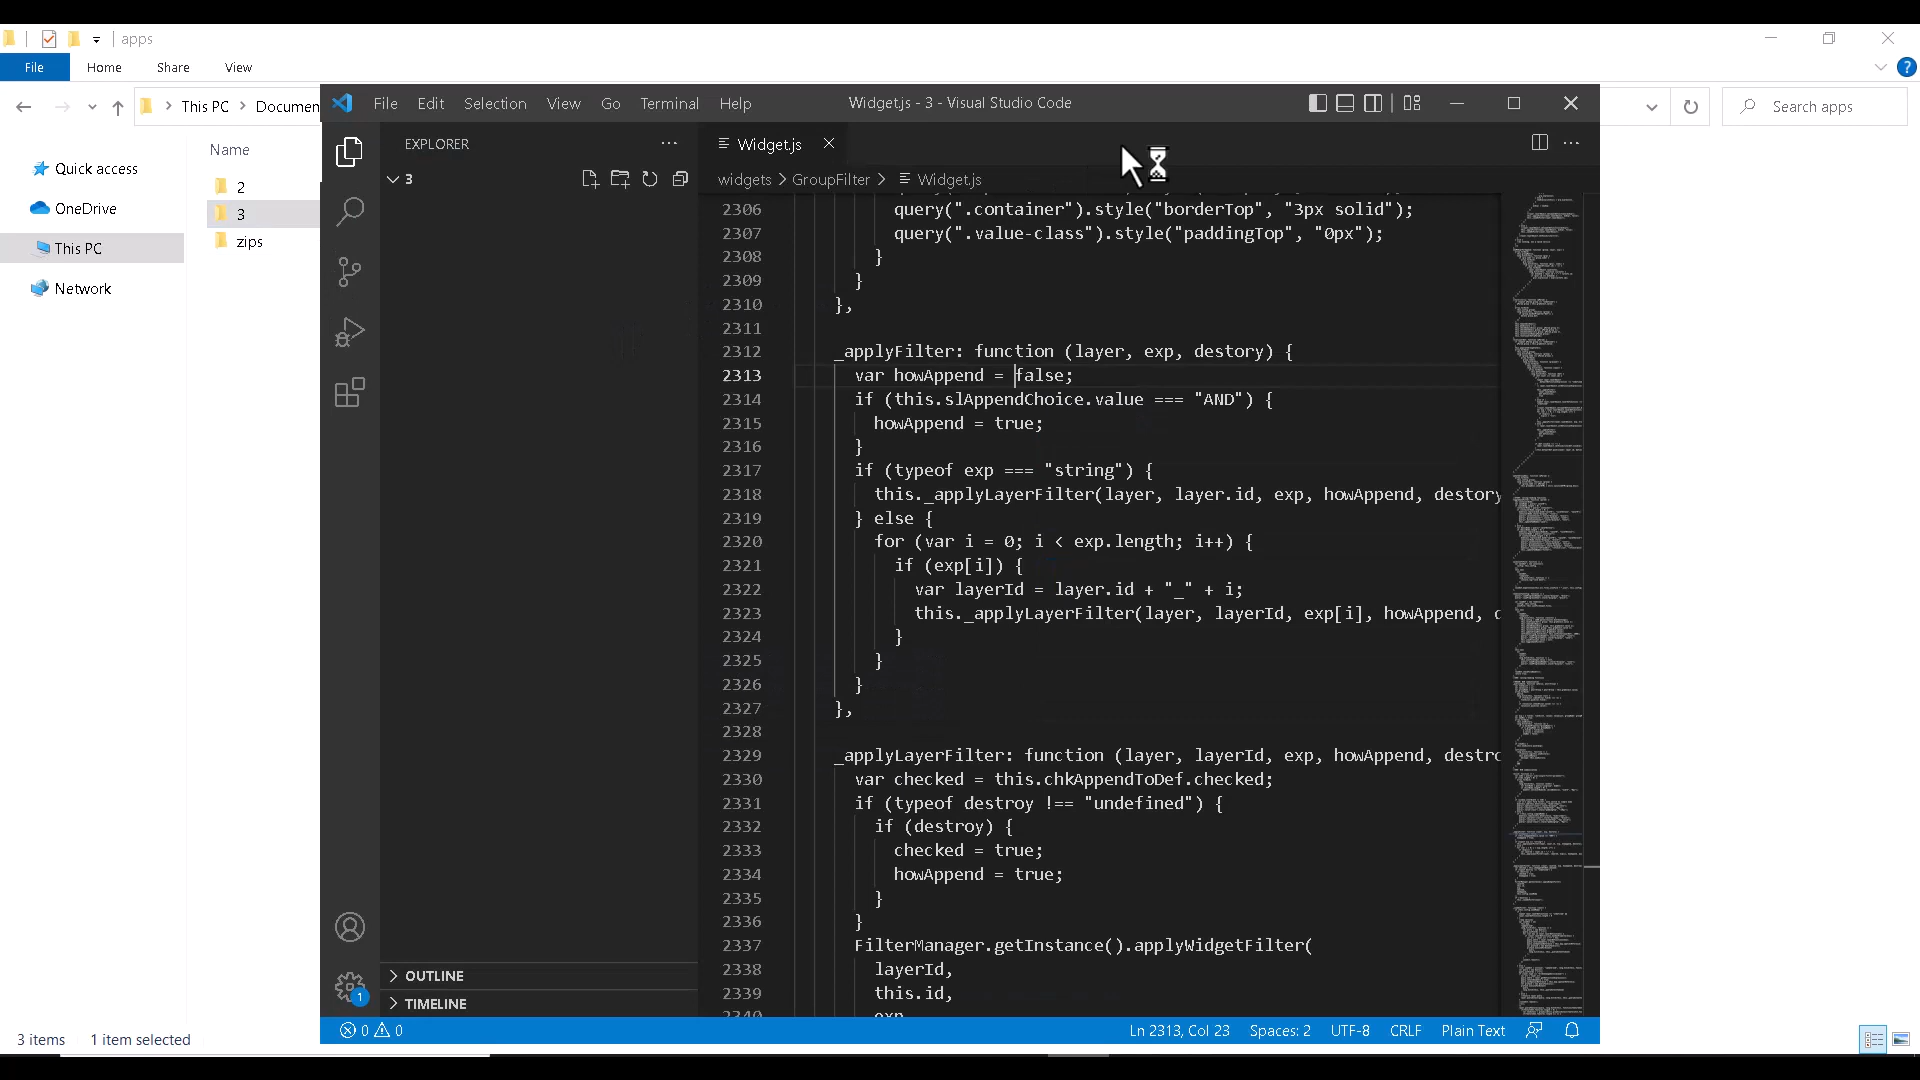 apps
File
Home
Share
View
This PC
Documen
Search apps
Quick access
OneDrive
This PC
Network
Name
2
3
zips
3 items
1 item selected
File
Edit
Selection
View
Go
Terminal
Help
Widget.js - 3 - Visual Studio Code
EXPLORER
3
OUTLINE
TIMELINE
Widget.js
widgets > GroupFilter > Widget.js
2306 query(".container").style("borderTop", "3px solid");
2307 query(".value-class").style("paddingTop", "0px");
2308 }
2309 }
2310 },
2311
2312 _applyFilter: function (layer, exp, destory) {
2313 var howAppend = false;
2314 if (this.slAppendChoice.value === "AND") {
2315 howAppend = true;
2316 }
2317 if (typeof exp === "string") {
2318 this._applyLayerFilter(layer, layer.id, exp, howAppend, destory
2319 } else {
2320 for (var i = 0; i < exp.length; i++) {
2321 if (exp[i]) {
2322 var layerId = layer.id + "_" + i;
2323 this._applyLayerFilter(layer, layerId, exp[i], howAppend, d
2324 }
2325 }
2326 }
2327 },
2328
2329 _applyLayerFilter: function (layer, layerId, exp, howAppend, destro
2330 var checked = this.chkAppendToDef.checked;
2331 if (typeof destroy !== "undefined") {
2332 if (destroy) {
2333 checked = true;
2334 howAppend = true;
2335 }
2336 }
2337 FilterManager.getInstance().applyWidgetFilter(
2338 layerId,
2339 this.id,
2340 exp
1
0 0
Ln 2313, Col 23
Spaces: 2
UTF-8
CRLF
Plain Text